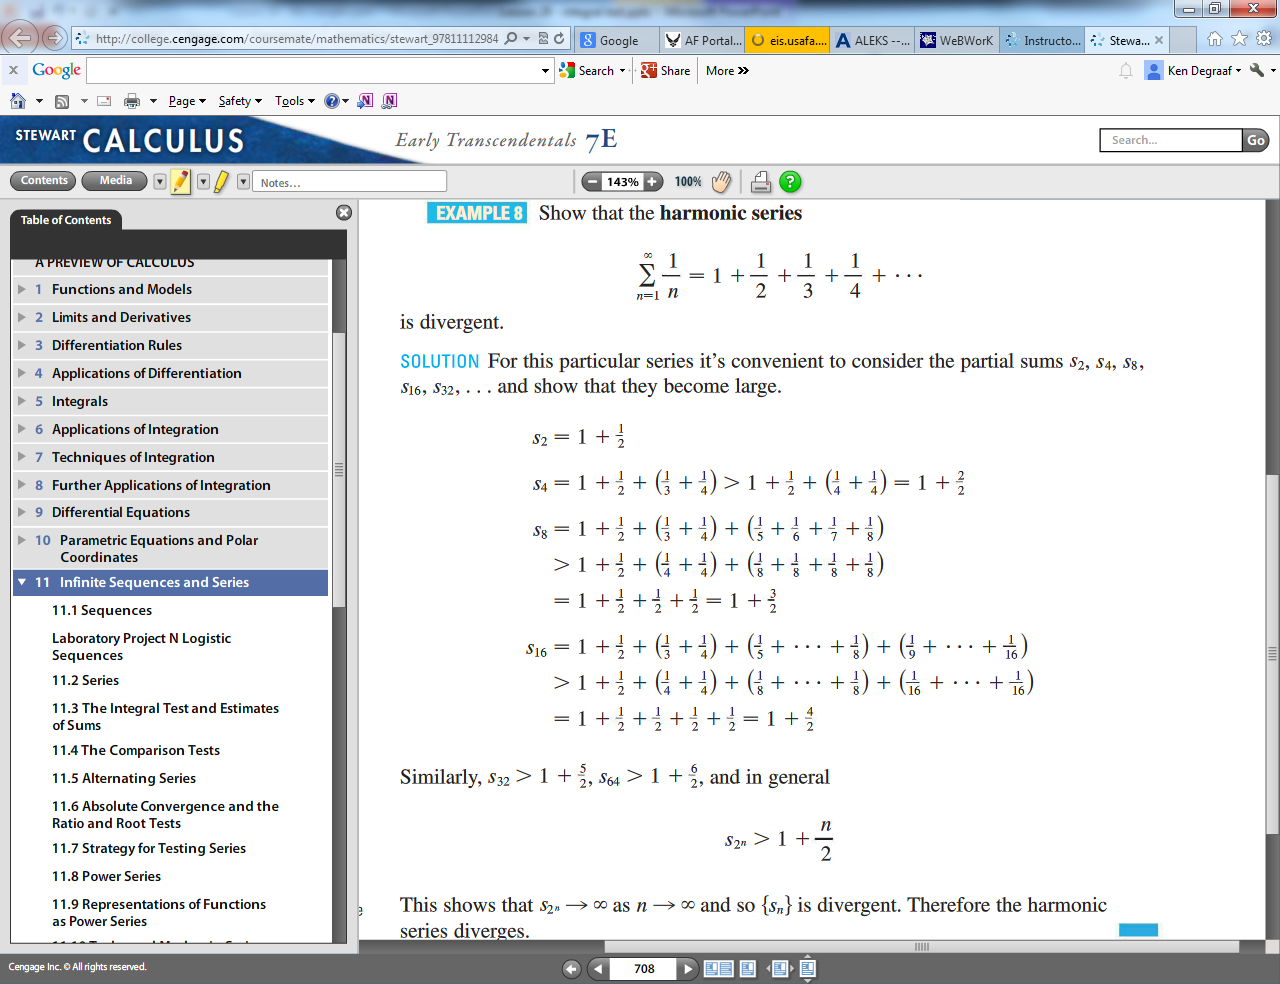 http://college.cengage.com/coursemate/mathematics/stewart_97811112984
Google
AF Portal...
eis.usafa....
ALEKS --...
WeBWorK
Instructo...
Stewa...
x Google Search Share More »
Ken Degraaf
Page Safety Tools
STEWART CALCULUS
Early Transcendentals 7E
Search... Go
Contents Media Notes... 143% 100% ?
Table of Contents
A PREVIEW OF CALCULUS
1 Functions and Models
2 Limits and Derivatives
3 Differentiation Rules
4 Applications of Differentiation
5 Integrals
6 Applications of Integration
7 Techniques of Integration
8 Further Applications of Integration
9 Differential Equations
10 Parametric Equations and Polar
Coordinates
11 Infinite Sequences and Series
11.1 Sequences
Laboratory Project N Logistic
Sequences
11.2 Series
11.3 The Integral Test and Estimates
of Sums
11.4 The Comparison Tests
11.5 Alternating Series
11.6 Absolute Convergence and the
Ratio and Root Tests
11.7 Strategy for Testing Series
11.8 Power Series
11.9 Representations of Functions
as Power Series
EXAMPLE 8 Show that the harmonic series
∑_{n=1}^{∞} 1/n = 1 + 1/2 + 1/3 + 1/4 + ···
is divergent.
SOLUTION For this particular series it's convenient to consider the partial sums s₂, s₄, s₈,
s₁₆, s₃₂, . . . and show that they become large.
s₂ = 1 + 1/2
s₄ = 1 + 1/2 + (1/3 + 1/4) > 1 + 1/2 + (1/4 + 1/4) = 1 + 2/2
s₈ = 1 + 1/2 + (1/3 + 1/4) + (1/5 + 1/6 + 1/7 + 1/8)
> 1 + 1/2 + (1/4 + 1/4) + (1/8 + 1/8 + 1/8 + 1/8)
= 1 + 1/2 + 1/2 + 1/2 = 1 + 3/2
s₁₆ = 1 + 1/2 + (1/3 + 1/4) + (1/5 + ··· + 1/8) + (1/9 + ··· + 1/16)
> 1 + 1/2 + (1/4 + 1/4) + (1/8 + ··· + 1/8) + (1/16 + ··· + 1/16)
= 1 + 1/2 + 1/2 + 1/2 + 1/2 = 1 + 4/2
Similarly, s₃₂ > 1 + 5/2, s₆₄ > 1 + 6/2, and in general
s_{2ⁿ} > 1 + n/2
This shows that s_{2ⁿ} → ∞ as n → ∞ and so {sₙ} is divergent. Therefore the harmonic
series diverges.
Cengage Inc. © All rights reserved.
708